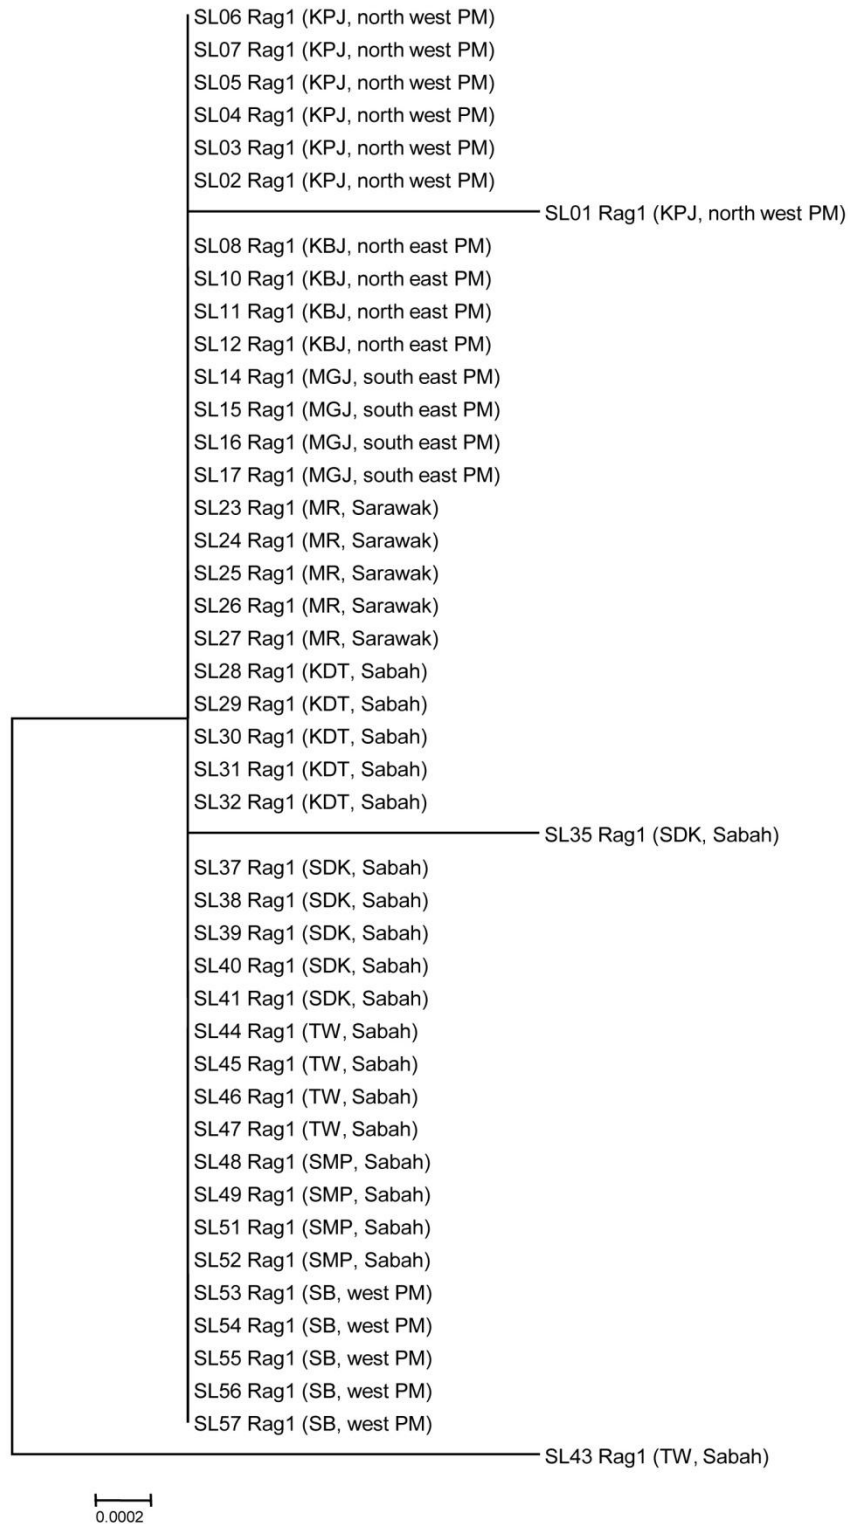 SL06 Rag1 (KPJ, north west PM)
SL07 Rag1 (KPJ, north west PM)
SL05 Rag1 (KPJ, north west PM)
SL04 Rag1 (KPJ, north west PM)
SL03 Rag1 (KPJ, north west PM)
SL02 Rag1 (KPJ, north west PM)
SL01 Rag1 (KPJ, north west PM)
SL08 Rag1 (KBJ, north east PM)
SL10 Rag1 (KBJ, north east PM)
SL11 Rag1 (KBJ, north east PM)
SL12 Rag1 (KBJ, north east PM)
SL14 Rag1 (MGJ, south east PM)
SL15 Rag1 (MGJ, south east PM)
SL16 Rag1 (MGJ, south east PM)
SL17 Rag1 (MGJ, south east PM)
SL23 Rag1 (MR, Sarawak)
SL24 Rag1 (MR, Sarawak)
SL25 Rag1 (MR, Sarawak)
SL26 Rag1 (MR, Sarawak)
SL27 Rag1 (MR, Sarawak)
SL28 Rag1 (KDT, Sabah)
SL29 Rag1 (KDT, Sabah)
SL30 Rag1 (KDT, Sabah)
SL31 Rag1 (KDT, Sabah)
SL32 Rag1 (KDT, Sabah)
SL35 Rag1 (SDK, Sabah)
SL37 Rag1 (SDK, Sabah)
SL38 Rag1 (SDK, Sabah)
SL39 Rag1 (SDK, Sabah)
SL40 Rag1 (SDK, Sabah)
SL41 Rag1 (SDK, Sabah)
SL44 Rag1 (TW, Sabah)
SL45 Rag1 (TW, Sabah)
SL46 Rag1 (TW, Sabah)
SL47 Rag1 (TW, Sabah)
SL48 Rag1 (SMP, Sabah)
SL49 Rag1 (SMP, Sabah)
SL51 Rag1 (SMP, Sabah)
SL52 Rag1 (SMP, Sabah)
SL53 Rag1 (SB, west PM)
SL54 Rag1 (SB, west PM)
SL55 Rag1 (SB, west PM)
SL56 Rag1 (SB, west PM)
SL57 Rag1 (SB, west PM)
SL43 Rag1 (TW, Sabah)
0.0002